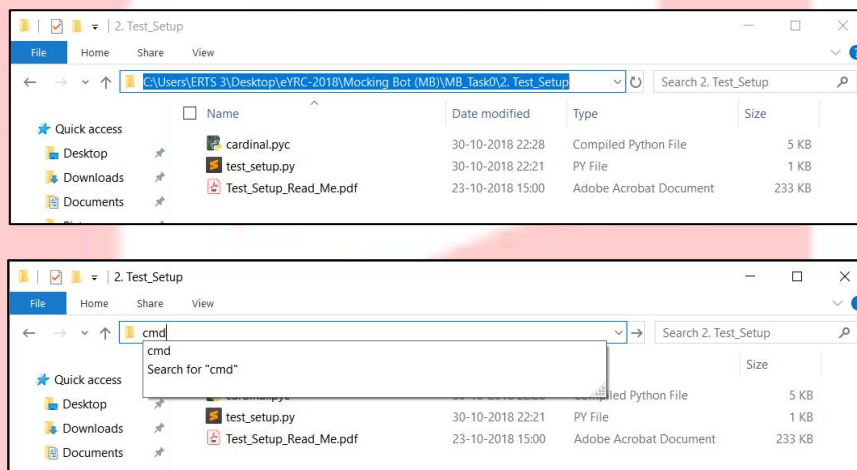 2. Test_Setup
File Home Share View
C:\Users\ERTS 3\Desktop\eYRC-2018\Mocking Bot (MB)\MB_Task0\2. Test_Setup Search 2. Test_Setup
Name Date modified Type Size
Quick access
cardinal.pyc 30-10-2018 22:28 Compiled Python File 5 KB
Desktop
test_setup.py 30-10-2018 22:21 PY File 1 KB
Downloads
Test_Setup_Read_Me.pdf 23-10-2018 15:00 Adobe Acrobat Document 233 KB
Documents
2. Test_Setup
File Home Share View
cmd Search 2. Test_Setup
cmd
Size
Search for "cmd"
Quick access
Python File 5 KB
Desktop
test_setup.py 30-10-2018 22:21 PY File 1 KB
Downloads
Test_Setup_Read_Me.pdf 23-10-2018 15:00 Adobe Acrobat Document 233 KB
Documents